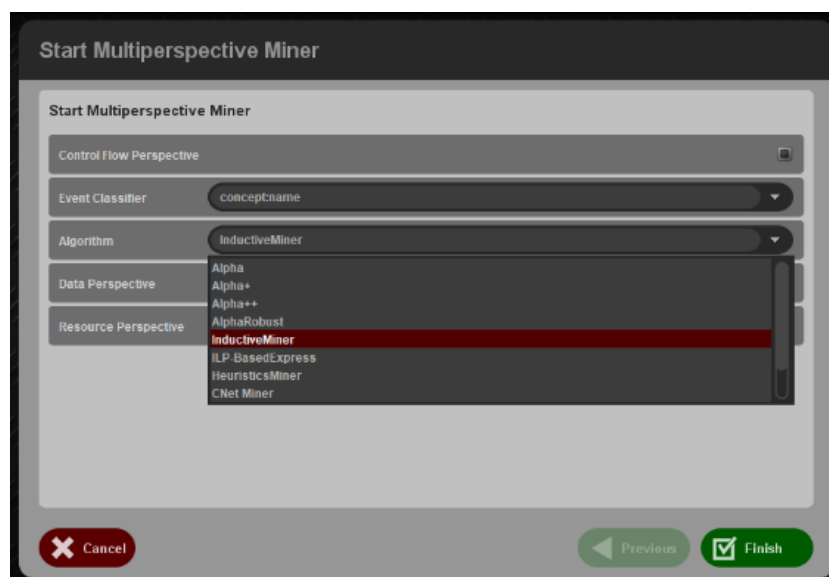 Start Multiperspective Miner
Start Multiperspective Miner
Control Flow Perspective
Event Classifier concept:name
Algorithm InductiveMiner
Data Perspective
Resource Perspective
Alpha
Alpha+
Alpha++
AlphaRobust
InductiveMiner
ILP-BasedExpress
HeuristicsMiner
CNet Miner
Cancel Previous Finish